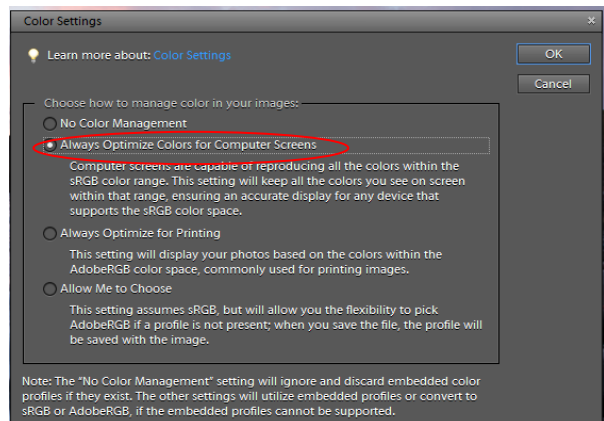 Color Settings
Learn more about: Color Settings
OK
Cancel
Choose how to manage color in your images:
No Color Management
Always Optimize Colors for Computer Screens
Computer screens are capable of reproducing all the colors within the
sRGB color range. This setting will keep all the colors you see on screen
within that range, ensuring an accurate display for any device that
supports the sRGB color space.
Always Optimize for Printing
This setting will display your photos based on the colors within the
AdobeRGB color space, commonly used for printing images.
Allow Me to Choose
This setting assumes sRGB, but will allow you the flexibility to pick
AdobeRGB if a profile is not present; when you save the file, the profile will
be saved with the image.
Note: The "No Color Management" setting will ignore and discard embedded color
profiles if they exist. The other settings will utilize embedded profiles or convert to
sRGB or AdobeRGB, if the embedded profiles cannot be supported.